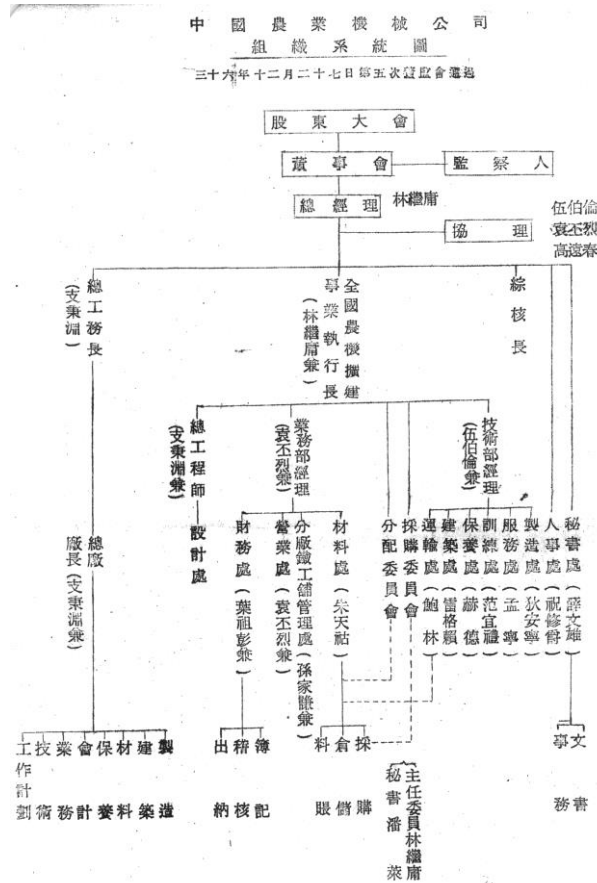 中國農業機械公司
組織系統圖
三十六年十二月二十七日第五次董監會通過
股東大會
董事會
監察人
總經理
林繼庸
協理
伍伯倫
袁丕烈
高遠春
總工務長
(支秉淵)
全國農機擴建
事業執行長
(林繼庸兼)
綜核長
總工程師—設計處
(支秉淵兼)
業務部經理
(袁丕烈兼)
技術部經理
(伍伯倫兼)
總廠
廠長(支秉淵兼)
財務處(葉祖彭兼)
營業處(袁丕烈兼)
分廠鐵工舖管理處(孫家謙兼)
材料處(朱天祜)
分配委員會
採購委員會
運輸處(鮑林)
建築處(雷格賴)
保養處(赫德)
訓練處(范宜禮)
服務處(孟寧)
製造處(狄安寧)
人事處(祝修爵)
秘書處(薛文雄)
工作計劃
技術
業務
會計
保養
材料
建築
製造
出納
稽核
簿記
料賬
倉儲
採購
主任委員林繼庸
秘書潘萊
事務
文書